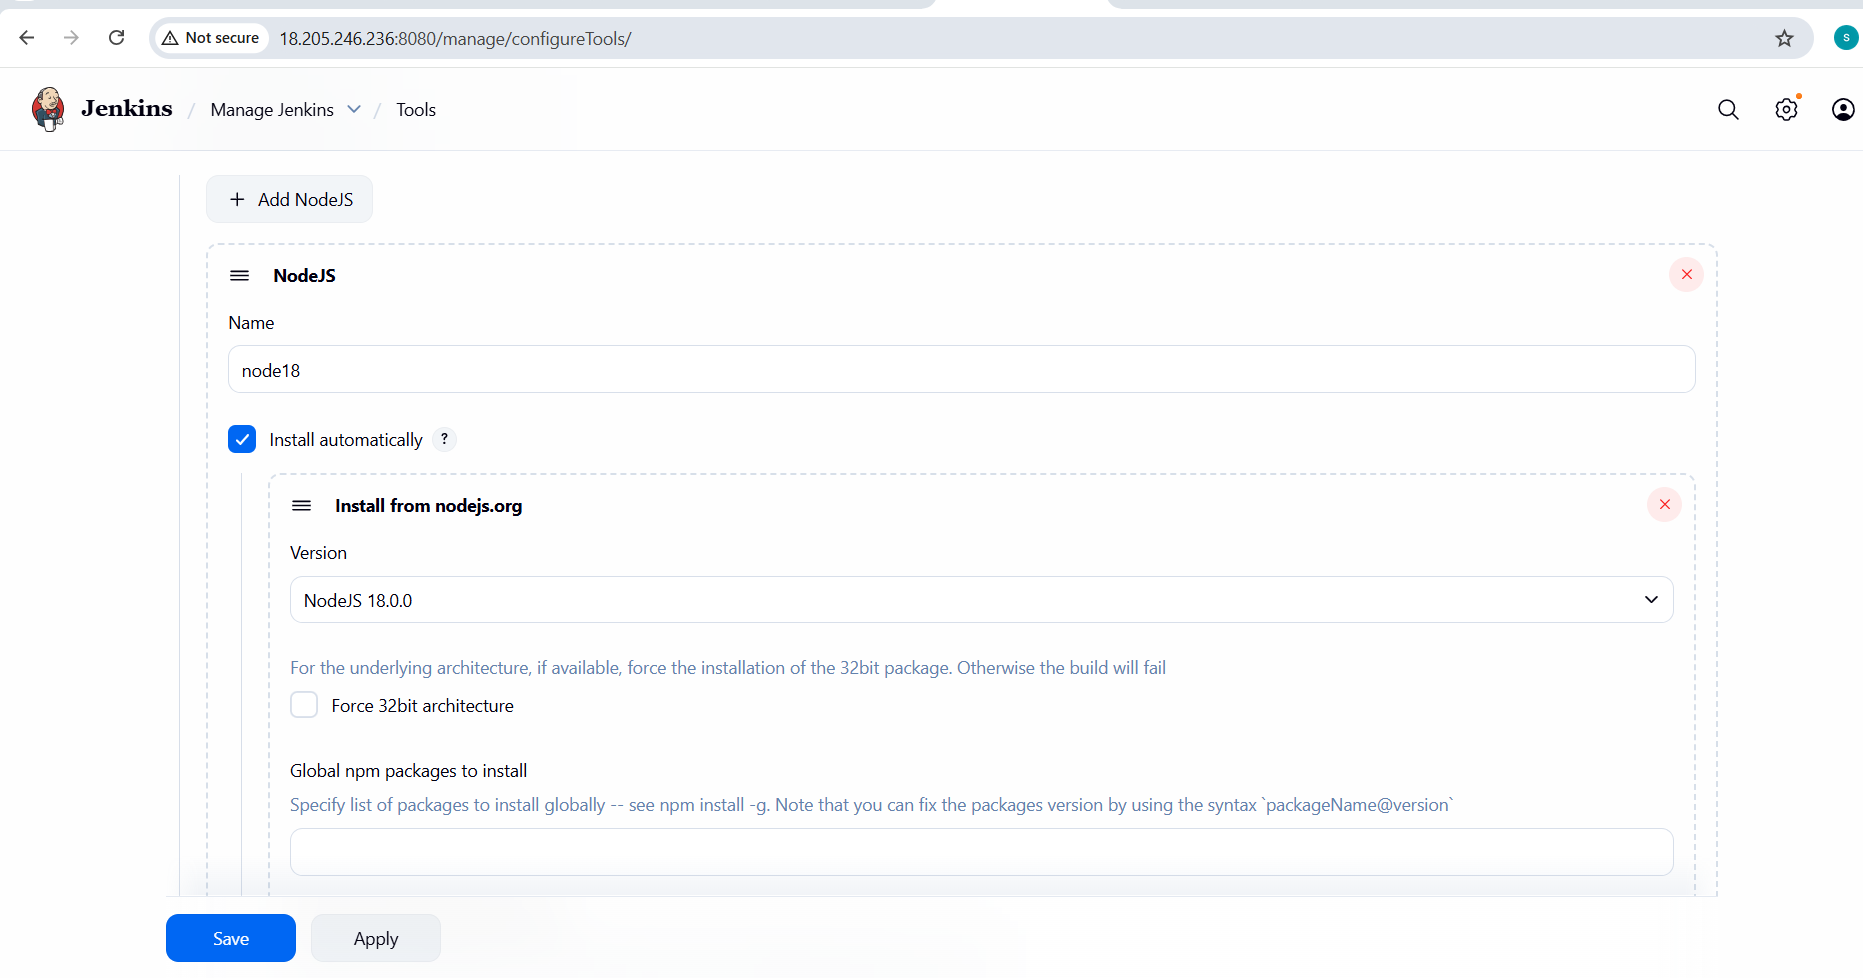 Not secure 18.205.246.236:8080/manage/configureTools/
S
Jenkins / Manage Jenkins / Tools
+ Add NodeJS
NodeJS
Name
node18
Install automatically ?
Install from nodejs.org
Version
NodeJS 18.0.0
For the underlying architecture, if available, force the installation of the 32bit package. Otherwise the build will fail
Force 32bit architecture
Global npm packages to install
Specify list of packages to install globally -- see npm install -g. Note that you can fix the packages version by using the syntax `packageName@version`
Save Apply